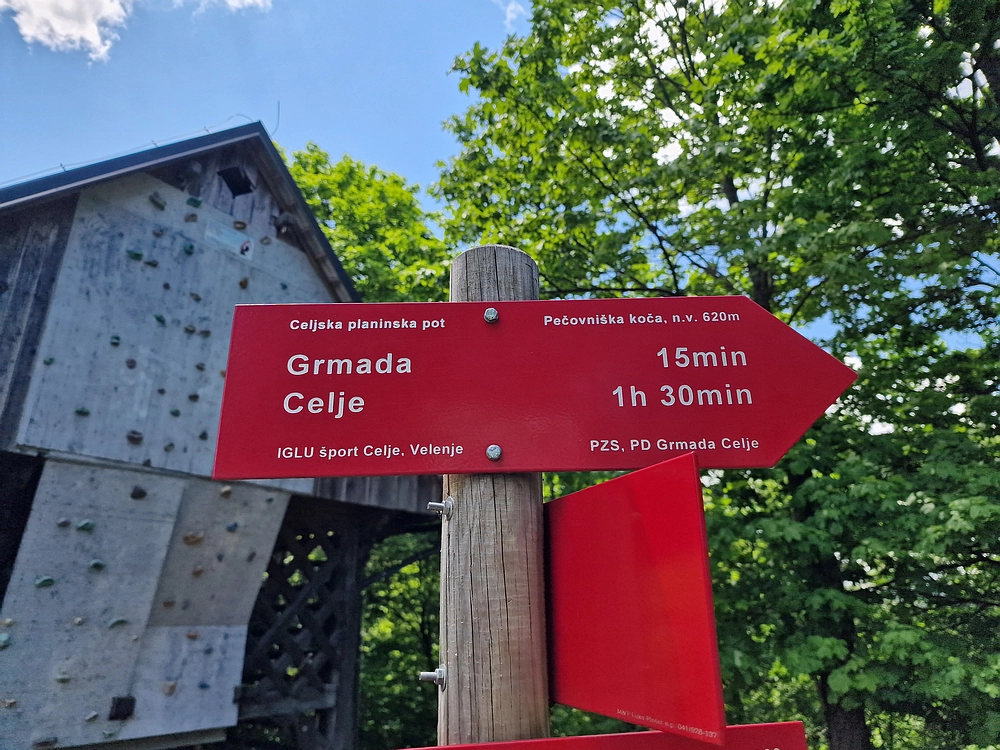 Celjska planinska pot
Pečovniška koča, n.v. 620m
Grmada 15min
Celje 1h 30min
IGLU šport Celje, Velenje
PZS, PD Grmada Celje